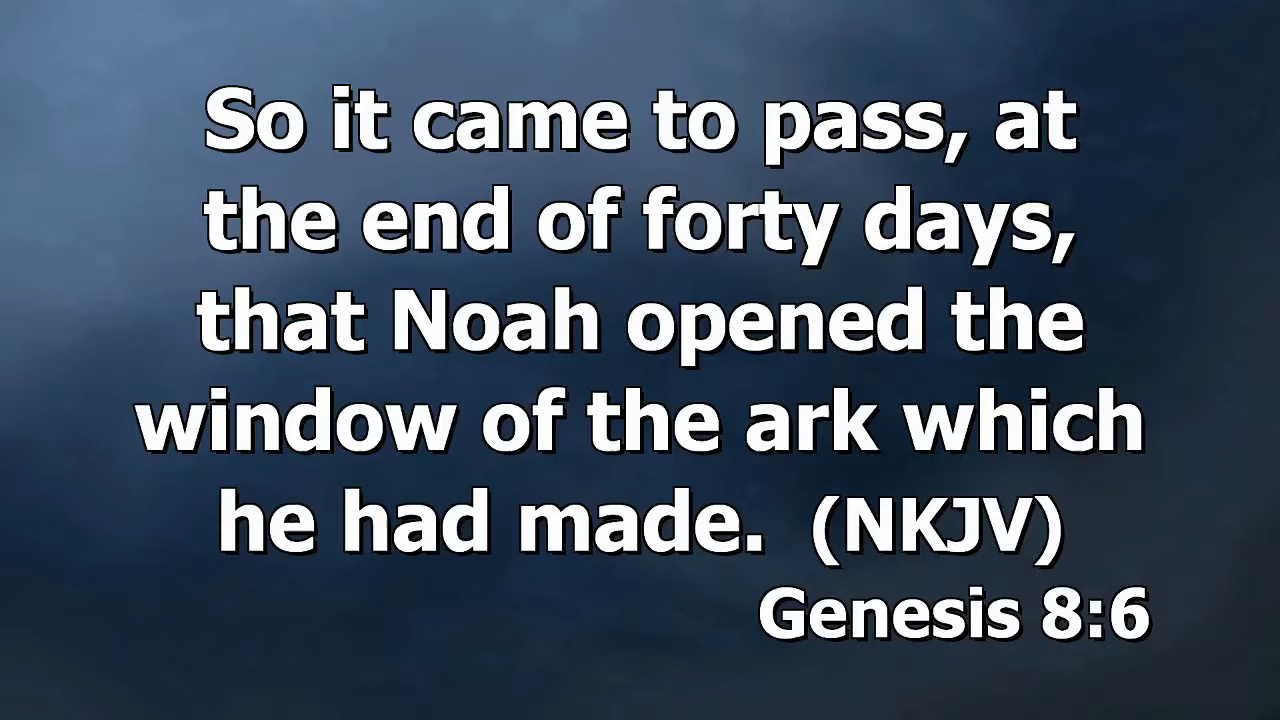 So it came to pass, at
the end of forty days,
that Noah opened the
window of the ark which
he had made.  (NKJV)
Genesis 8:6